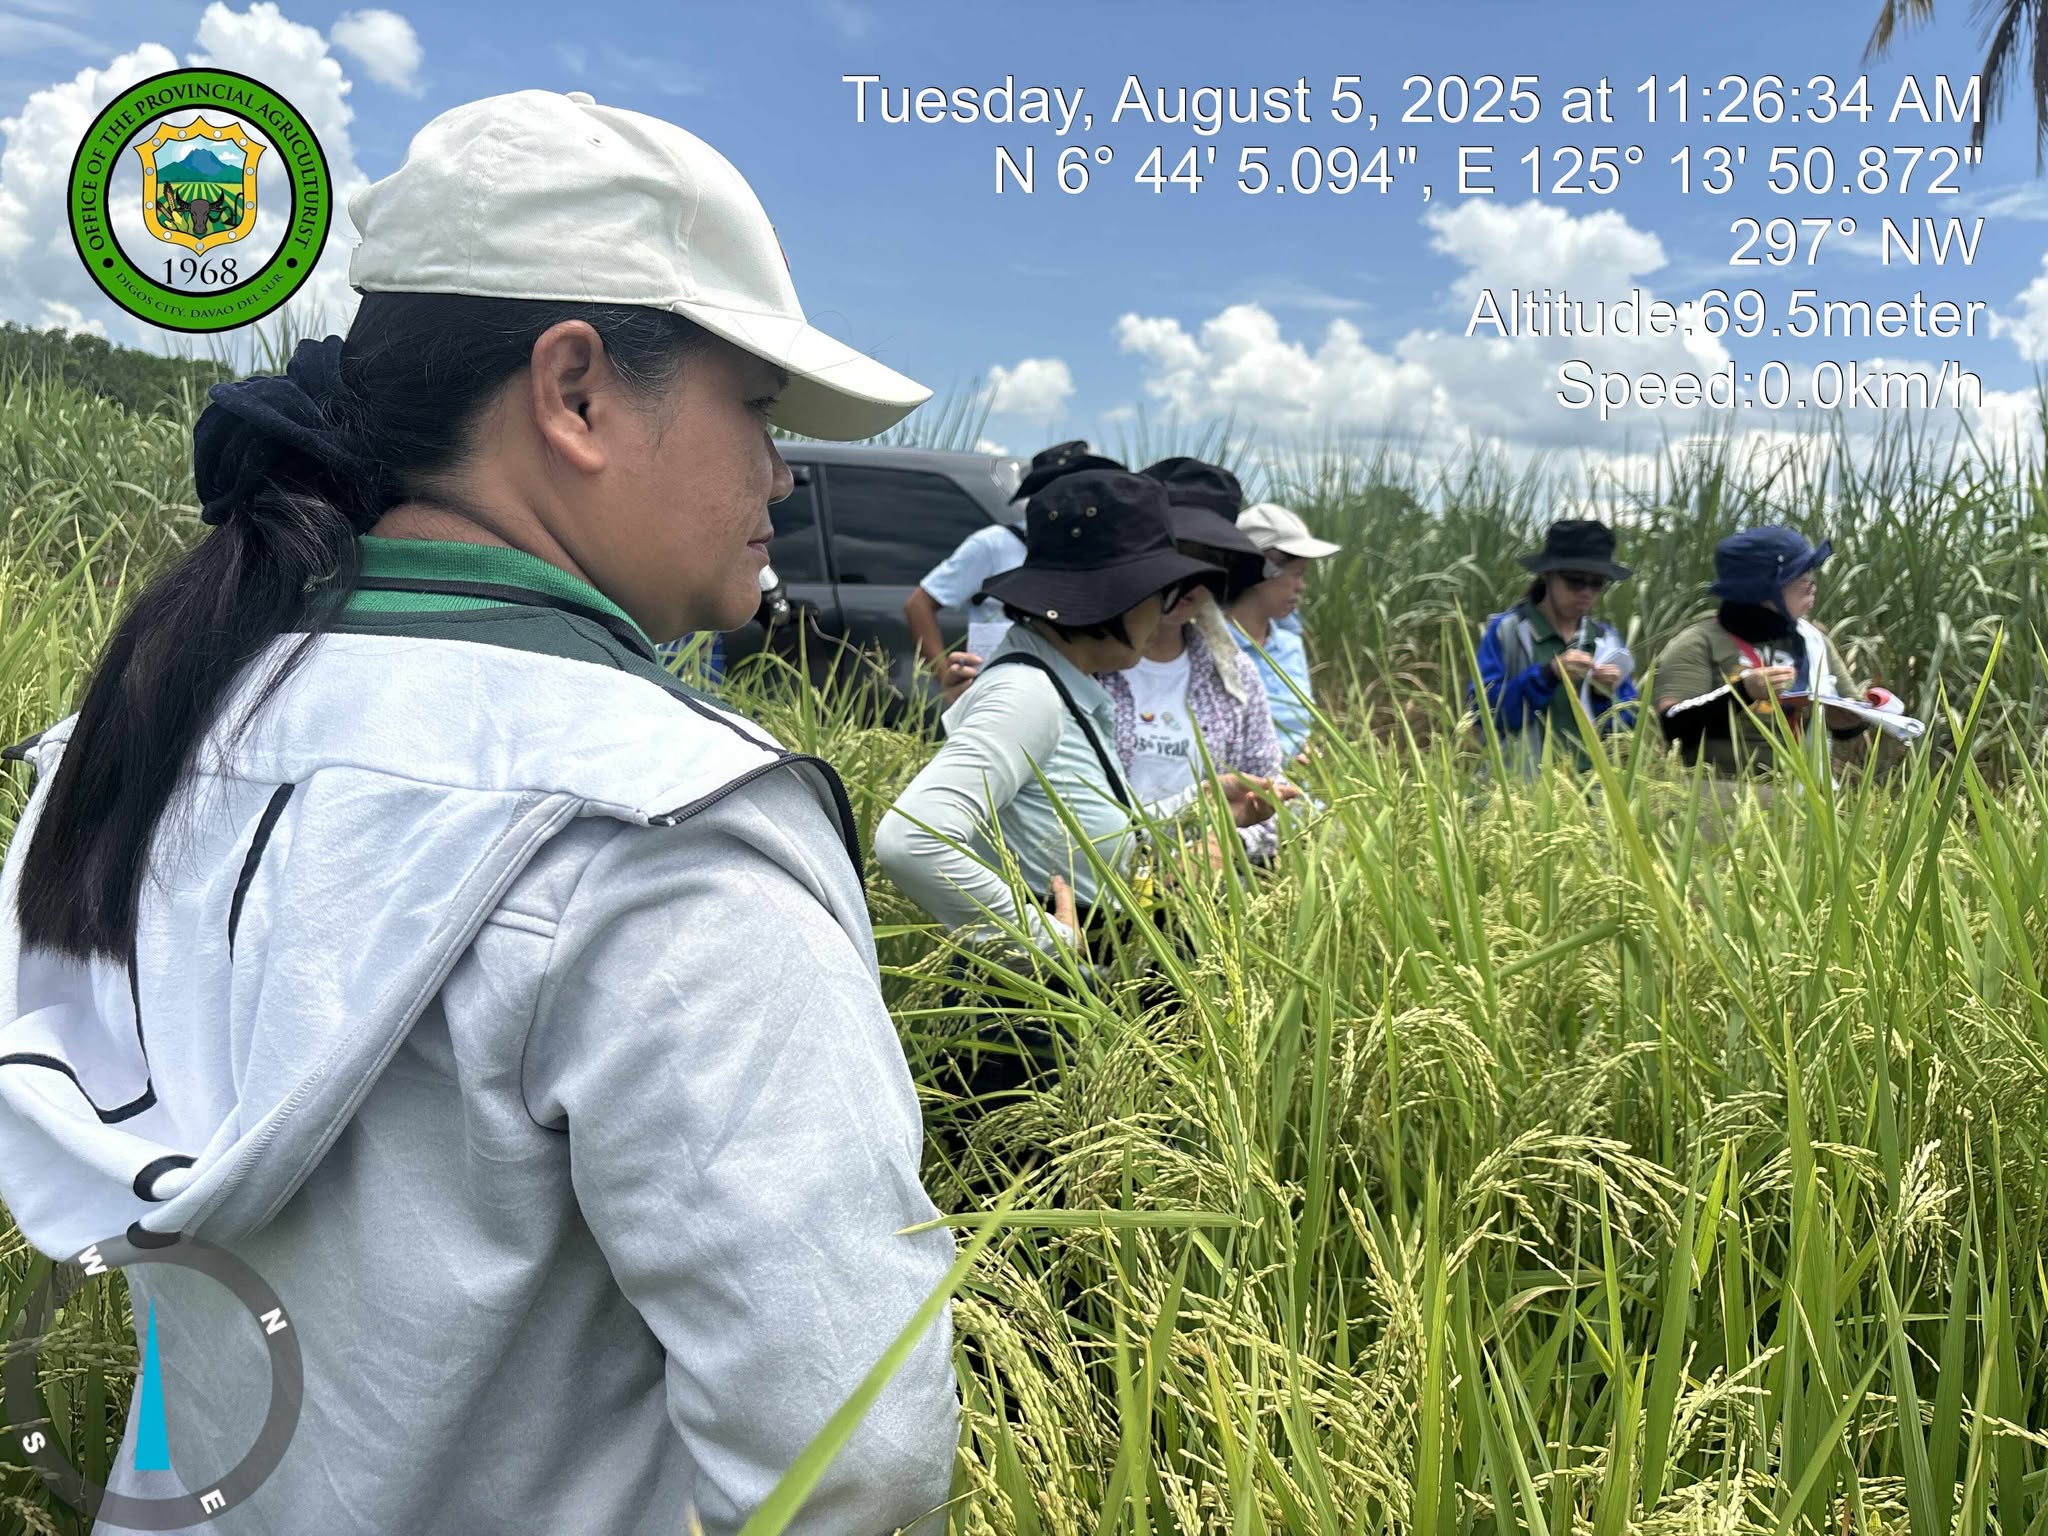 OFFICE OF THE PROVINCIAL AGRICULTURIST
1968
DIGOS CITY, DAVAO DEL SUR
Tuesday, August 5, 2025 at 11:26:34 AM
N 6° 44' 5.094", E 125° 13' 50.872"
297° NW
Altitude:69.5meter
Speed:0.0km/h
YEAR
W
N
S
E